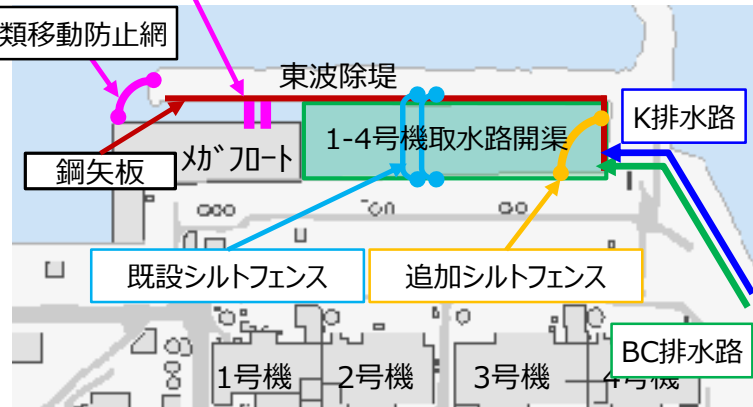 類移動防止網
東波除堤
1-4号機取水路開渠
K排水路
鋼矢板
ﾒｶﾞﾌﾛｰﾄ
既設シルトフェンス
追加シルトフェンス
BC排水路
1号機
2号機
3号機
4号機